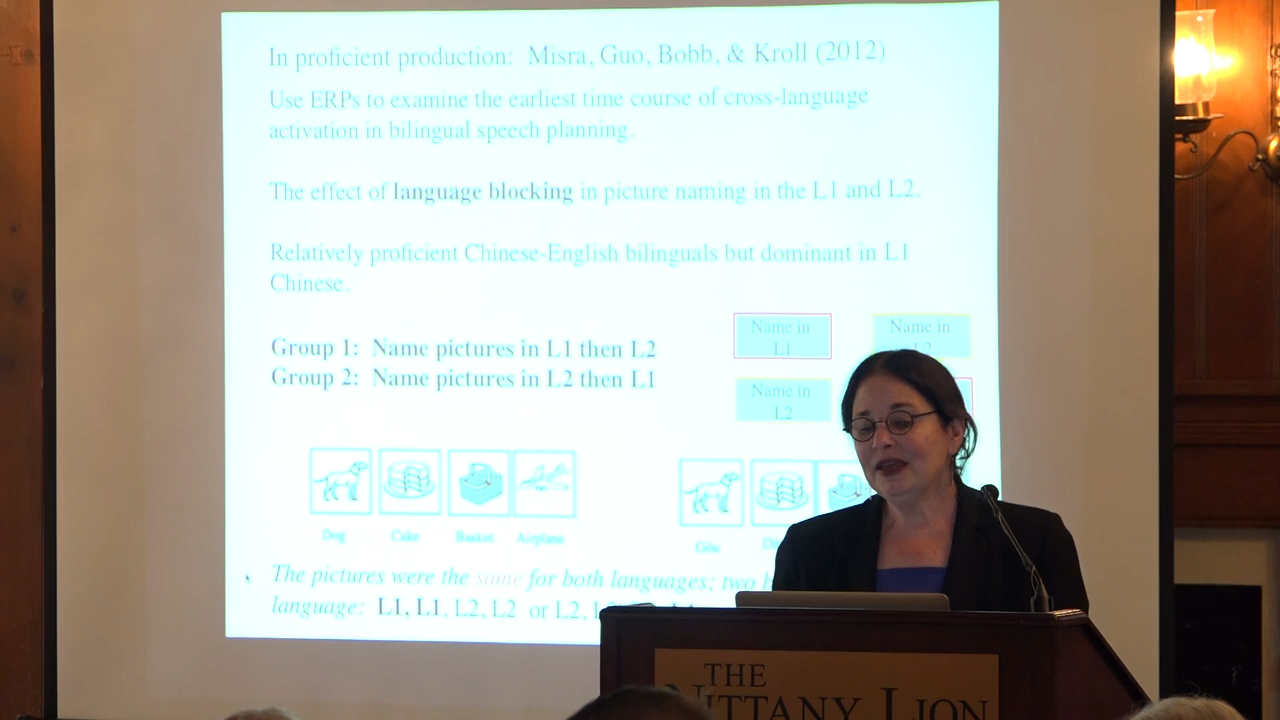 In proficient production: Misra, Guo, Bobb, & Kroll (2012)
Use ERPs to examine the earliest time course of cross-language
activation in bilingual speech planning.
The effect of language blocking in picture naming in the L1 and L2.
Relatively proficient Chinese-English bilinguals but dominant in L1
Chinese.
Name in
L1
Name in
L2
Group 1: Name pictures in L1 then L2
Group 2: Name pictures in L2 then L1
Name in
L2
Dog Cake Basket Airplane
Gǒu
The pictures were the same for both languages; two
language: L1, L1, L2, L2 or L2,
THE
NITTANY LION